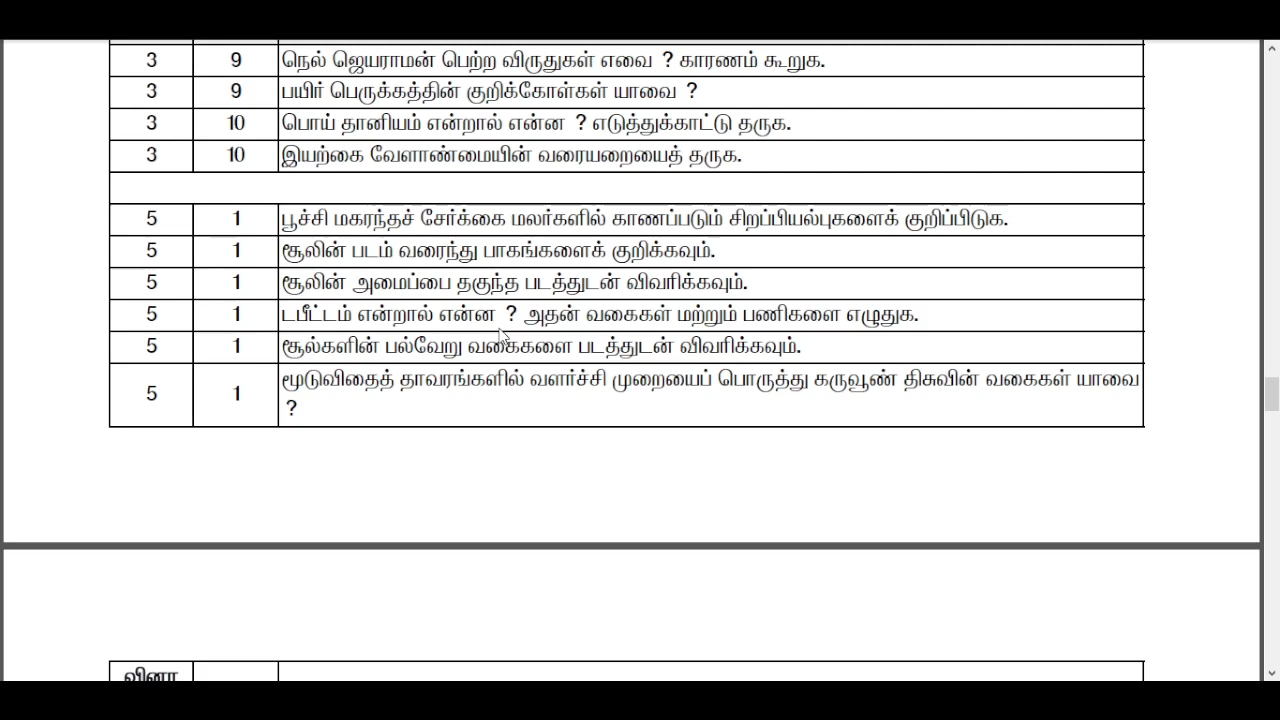 3 9 நெல் ஜெயராமன் பெற்ற விருதுகள் எவை ? காரணம் கூறுக.
3 9 பயிர் பெருக்கத்தின் குறிக்கோள்கள் யாவை ?
3 10 பொய் தானியம் என்றால் என்ன ? எடுத்துக்காட்டு தருக.
3 10 இயற்கை வேளாண்மையின் வரையறையைத் தருக.
5 1 பூச்சி மகரந்தச் சேர்க்கை மலர்களில் காணப்படும் சிறப்பியல்புகளைக் குறிப்பிடுக.
5 1 சூலின் படம் வரைந்து பாகங்களைக் குறிக்கவும்.
5 1 சூலின் அமைப்பை தகுந்த படத்துடன் விவரிக்கவும்.
5 1 டபீட்டம் என்றால் என்ன ? அதன் வகைகள் மற்றும் பணிகளை எழுதுக.
5 1 சூல்களின் பல்வேறு வகைகளை படத்துடன் விவரிக்கவும்.
5 1 மூடுவிதைத் தாவரங்களில் வளர்ச்சி முறையைப் பொருத்து கருவூண் திசுவின் வகைகள் யாவை
?
வினா